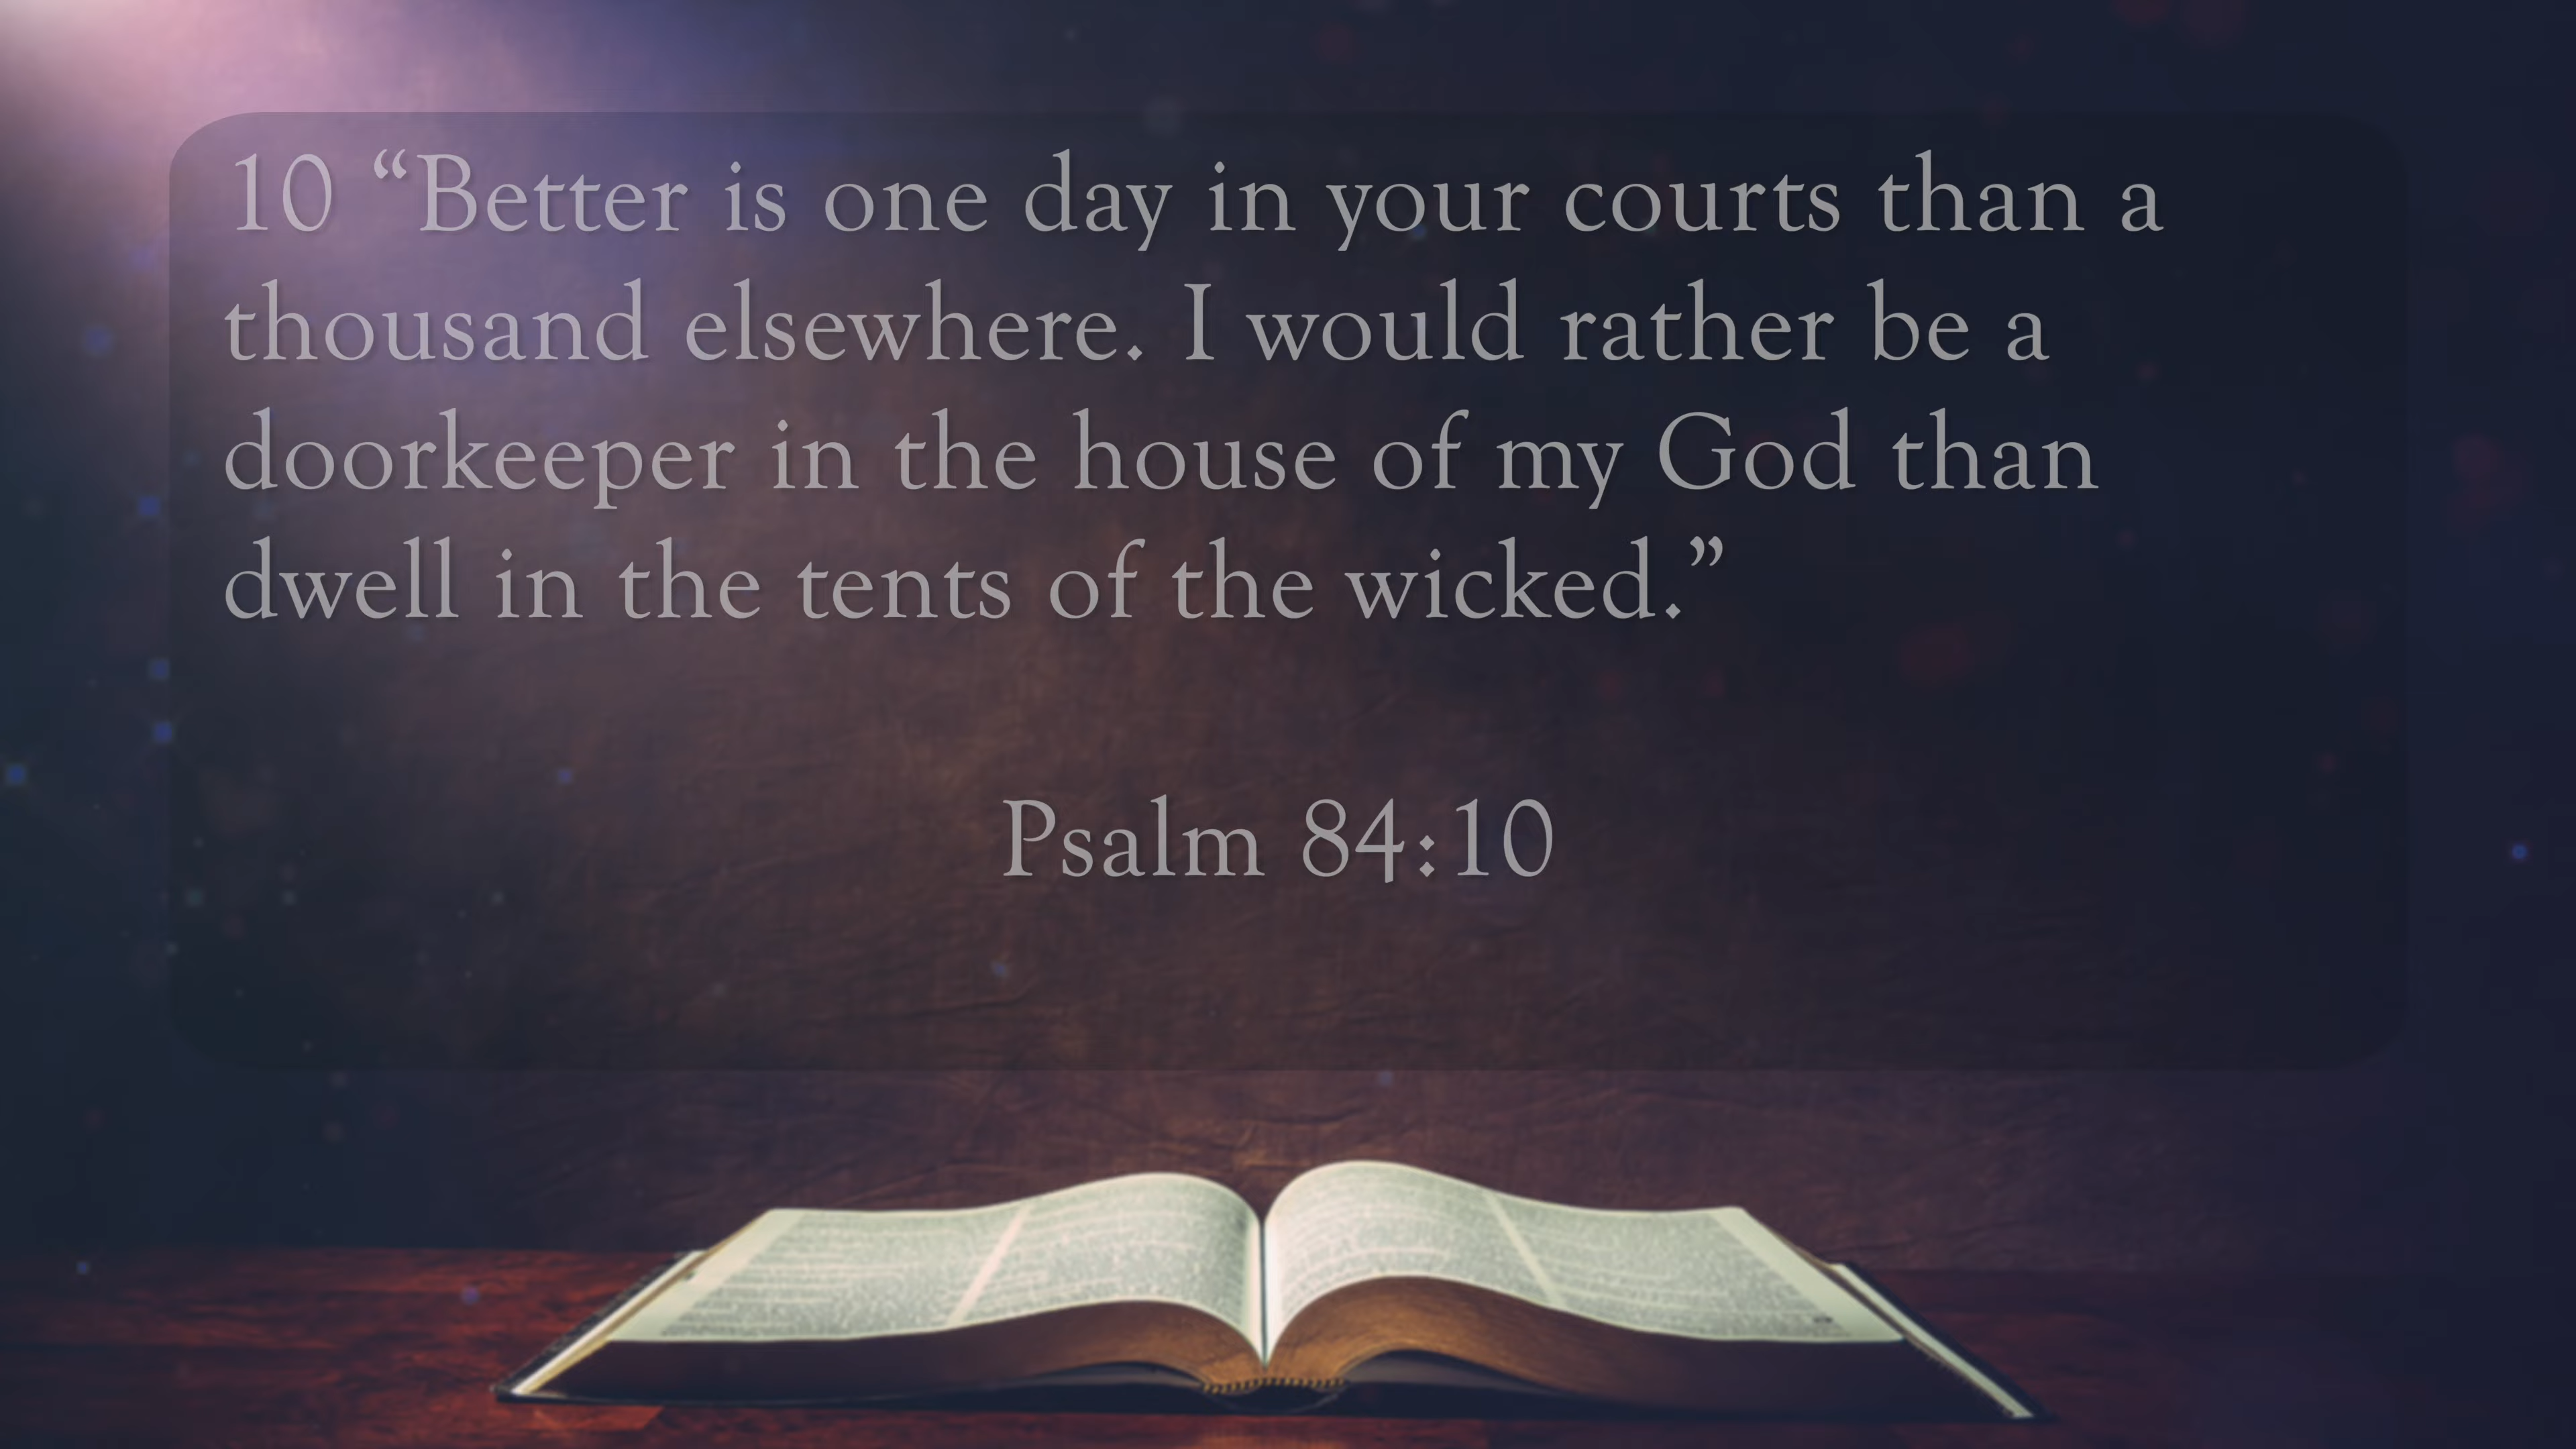 10 “Better is one day in your courts than a
thousand elsewhere. I would rather be a
doorkeeper in the house of my God than
dwell in the tents of the wicked.”
Psalm 84:10